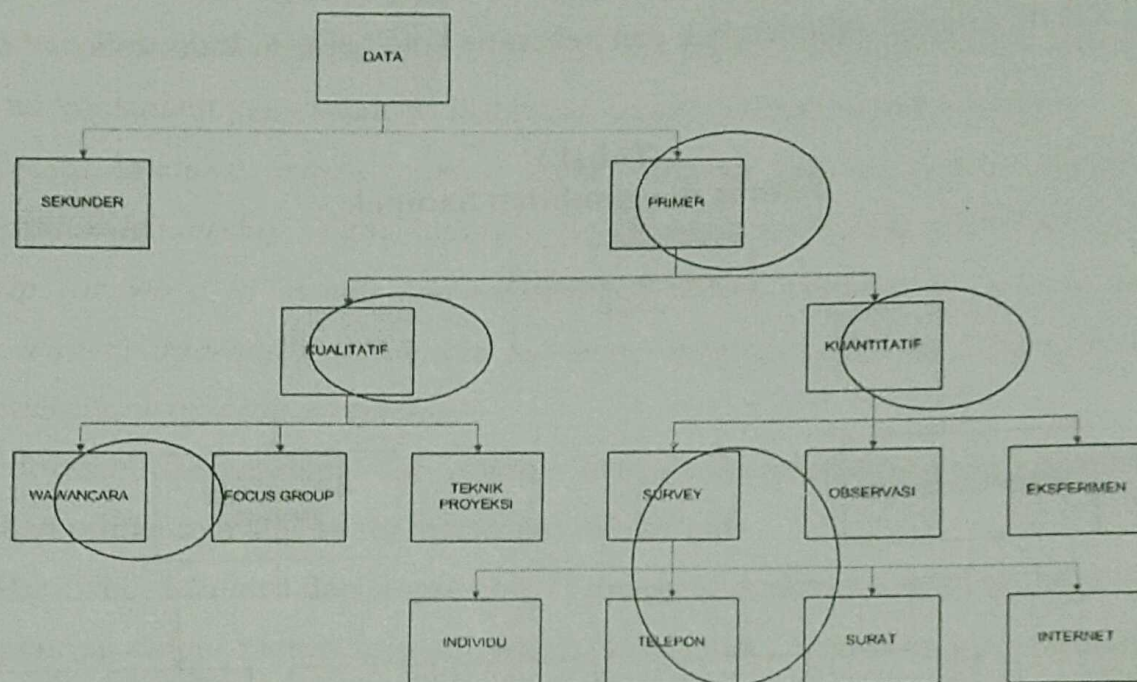 DATA
SEKUNDER
PRIMER
KUALITATIF
KUANTITATIF
WAWANCARA
FOCUS GROUP
TEKNIK
PROYEKSI
SURVEY
OBSERVASI
EKSPERIMEN
INDIVIDU
TELEPON
SURAT
INTERNET